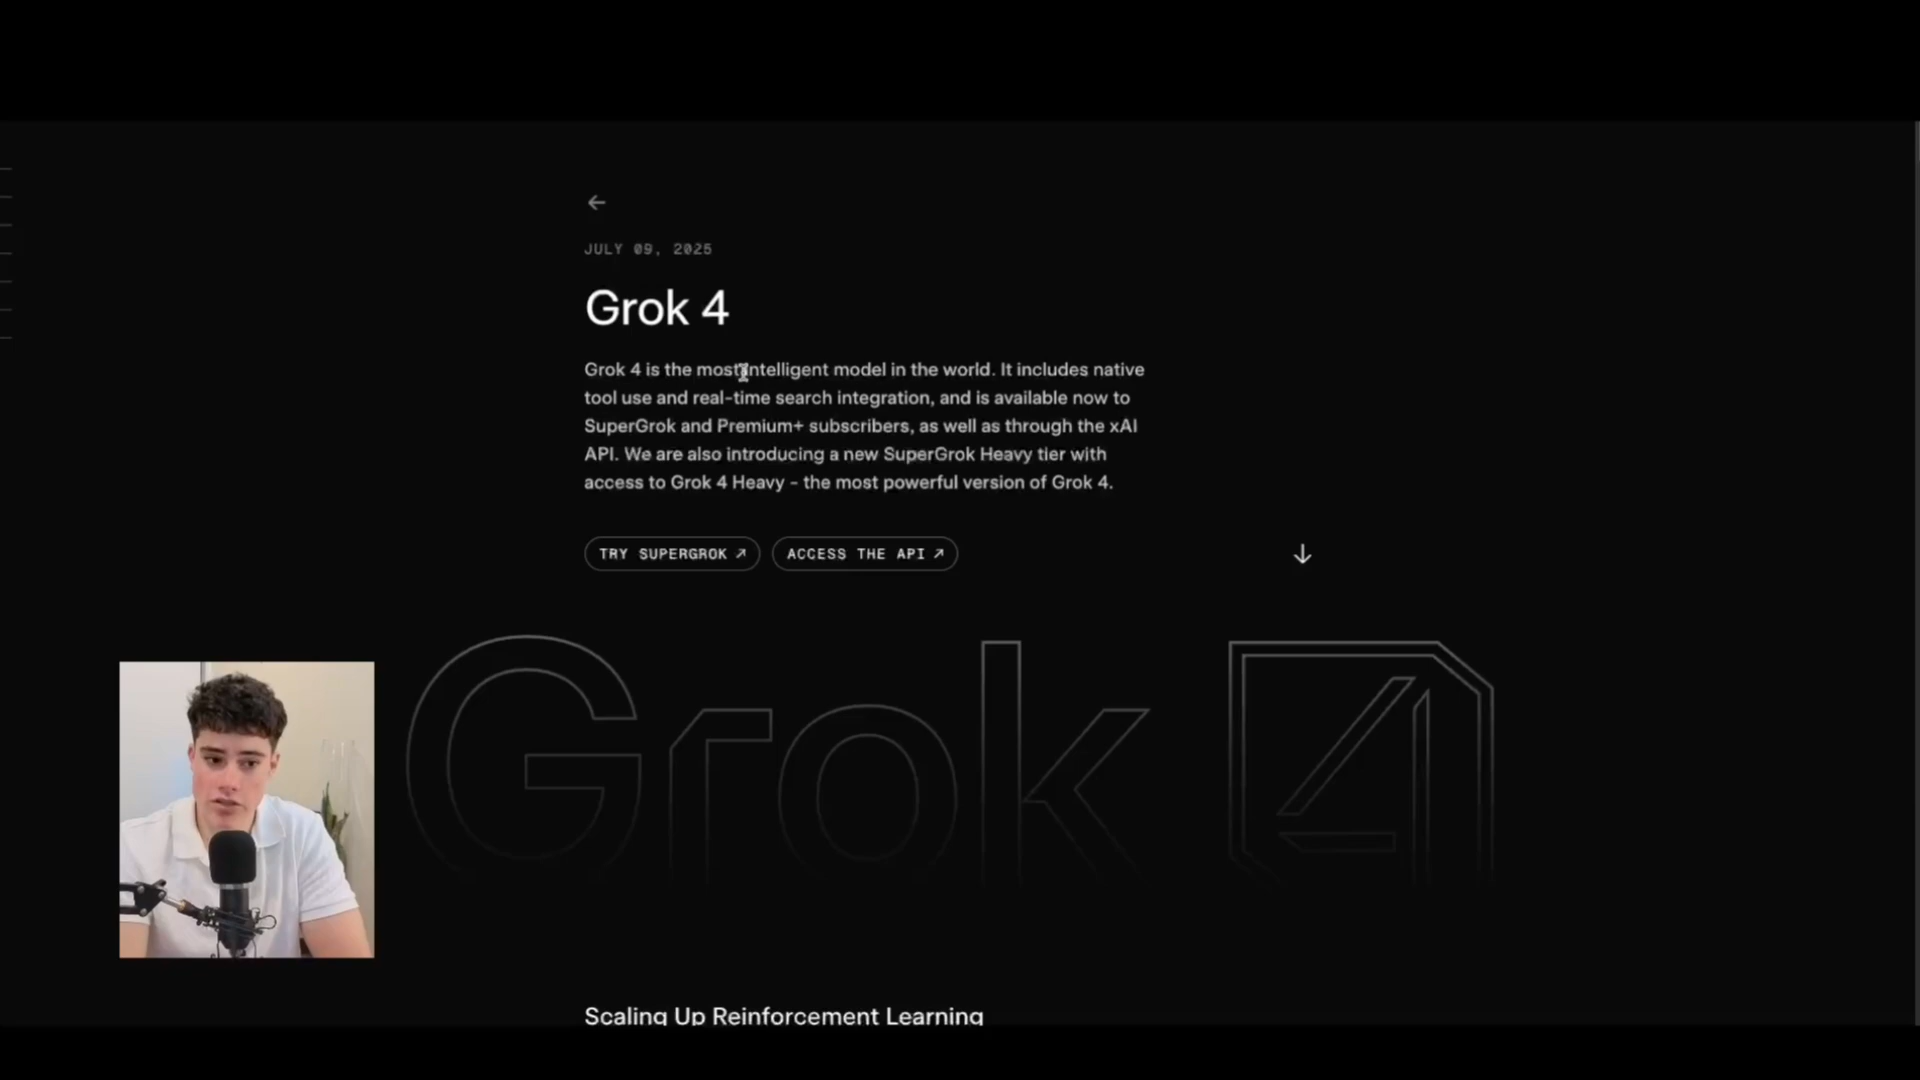 JULY 09, 2025
Grok 4
Grok 4 is the most intelligent model in the world. It includes native
tool use and real-time search integration, and is available now to
SuperGrok and Premium+ subscribers, as well as through the xAI
API. We are also introducing a new SuperGrok Heavy tier with
access to Grok 4 Heavy - the most powerful version of Grok 4.
TRY SUPERGROK ↗ ACCESS THE API ↗
Grok 4
Scaling Up Reinforcement Learning